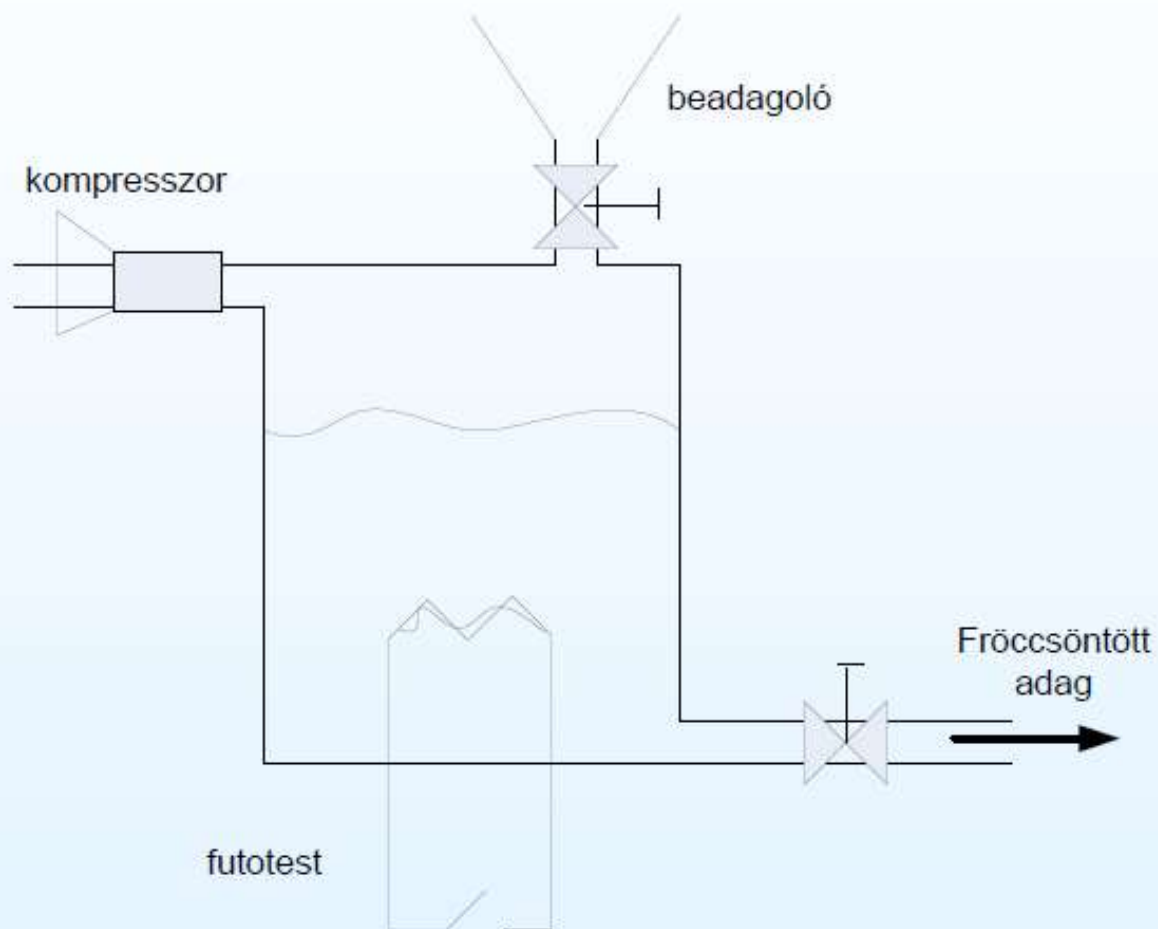 beadagoló
kompresszor
Fröccsöntött
adag
futotest